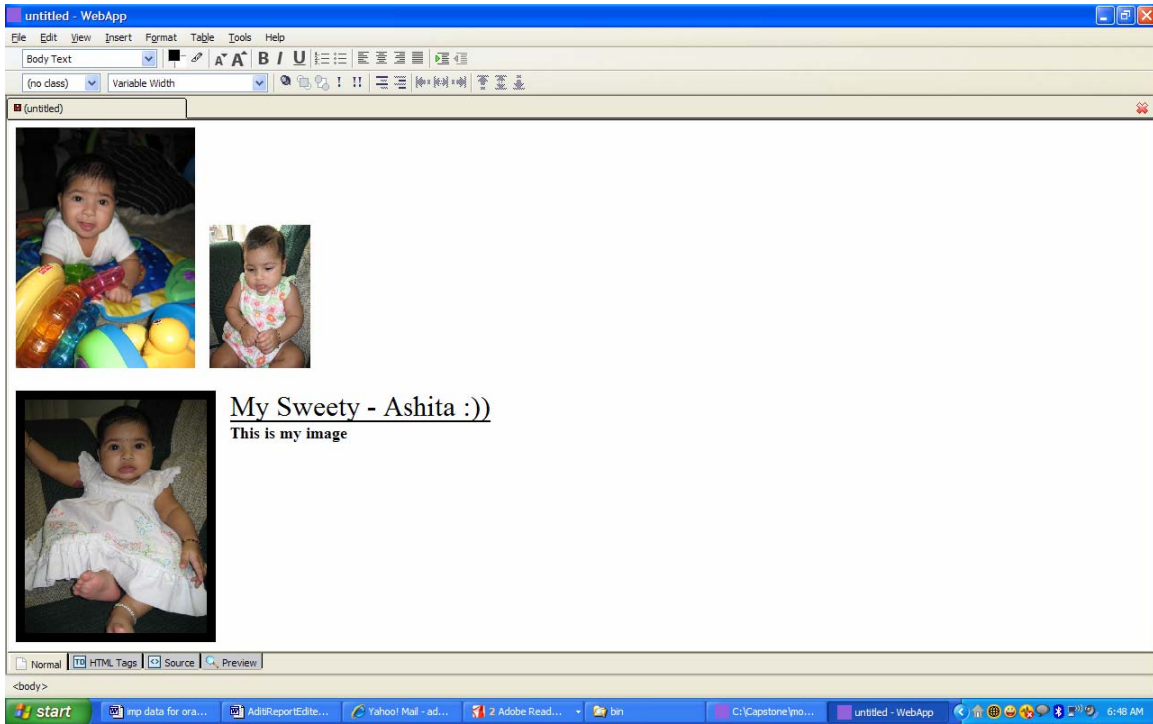 untitled - WebApp
File Edit View Insert Format Table Tools Help
Body Text A A B I U
(no class) Variable Width ! !!
(untitled)
My Sweety - Ashita :))
This is my image
Normal TD HTML Tags Source Preview
<body>
start imp data for ora... AditiReportEdite... Yahoo! Mail - ad... 2 Adobe Read... bin C:\Capstone\mo... untitled - WebApp 6:48 AM